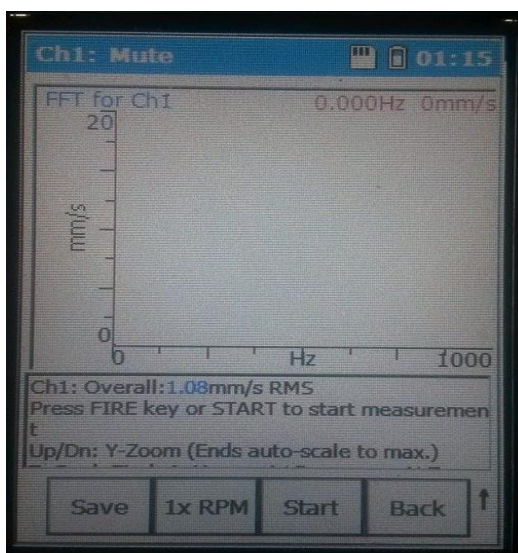 Ch1: Mute 01:15
FFT for Ch1 0.000Hz 0mm/s
20
mm/s
0
0 Hz 1000
Ch1: Overall:1.08mm/s RMS
Press FIRE key or START to start measuremen
t
Up/Dn: Y-Zoom (Ends auto-scale to max.)
Save 1x RPM Start Back